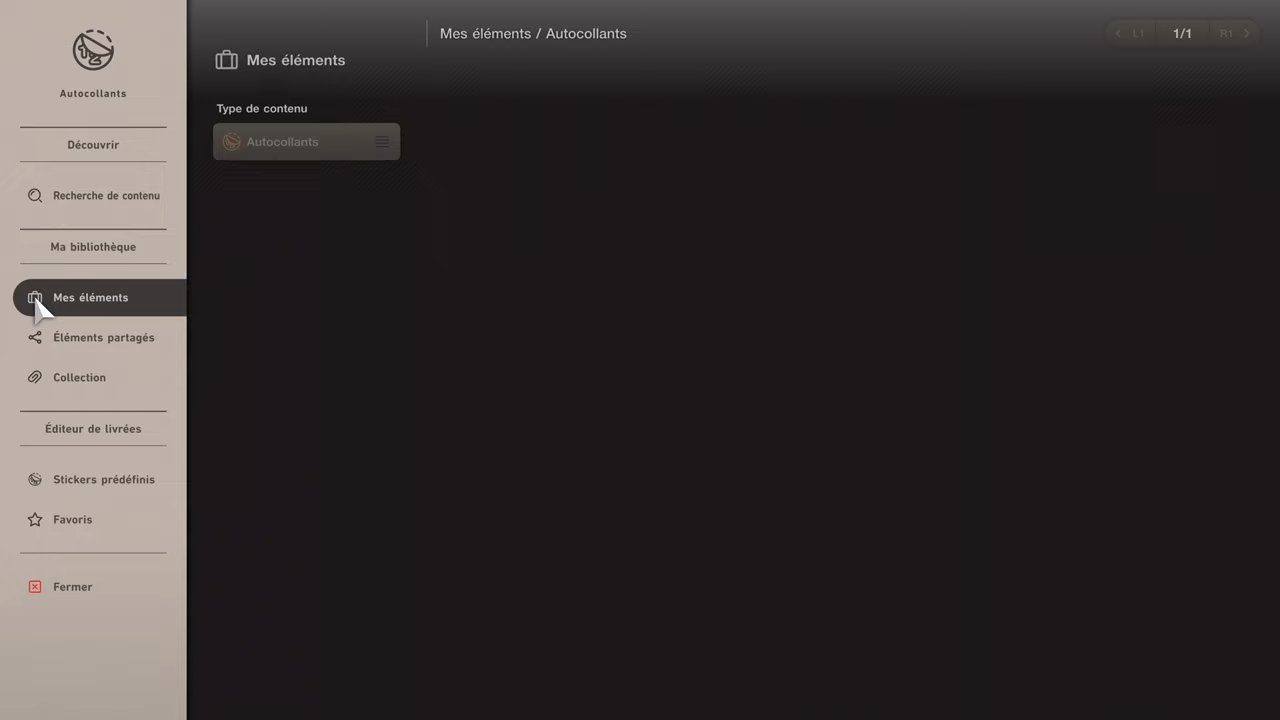 Autocollants
Découvrir
Recherche de contenu
Ma bibliothèque
Mes éléments
Éléments partagés
Collection
Éditeur de livrées
Stickers prédéfinis
Favoris
Fermer
Mes éléments / Autocollants
L1
1/1
R1
Mes éléments
Type de contenu
Autocollants